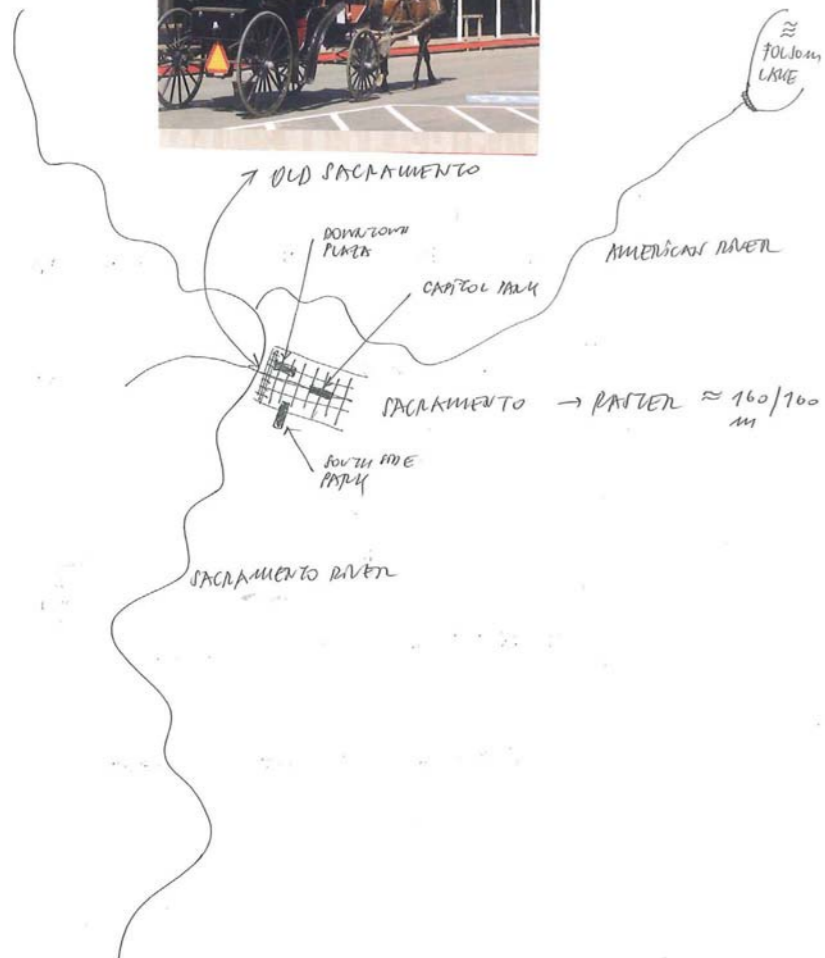 ≈
FOLSOM
LAKE
OLD SACRAMENTO
DOWNTOWN
PLAZA
AMERICAN RIVER
CAPITOL PARK
SACRAMENTO → RASTER ≈ 160/160
m
SOUTH SIDE
PARK
SACRAMENTO RIVER